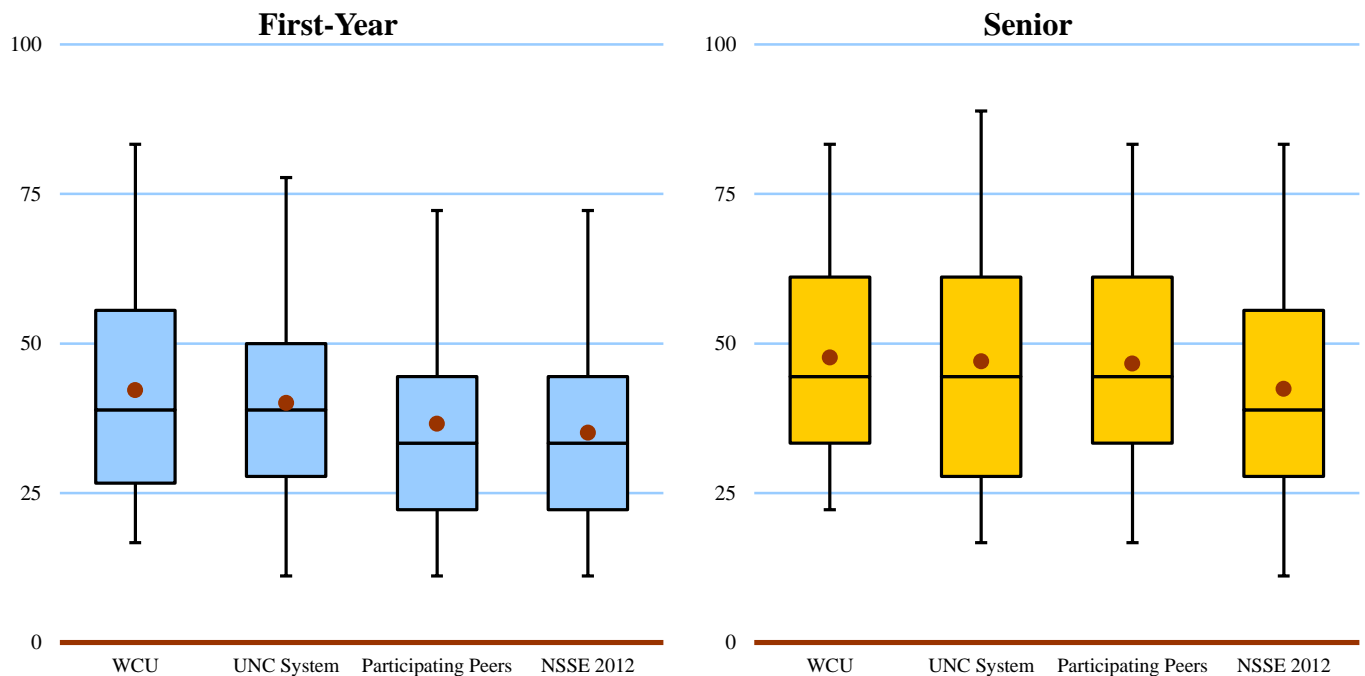 First-Year
Senior
100
75
50
25
0
WCU
UNC System
Participating Peers
NSSE 2012
100
75
50
25
0
WCU
UNC System
Participating Peers
NSSE 2012